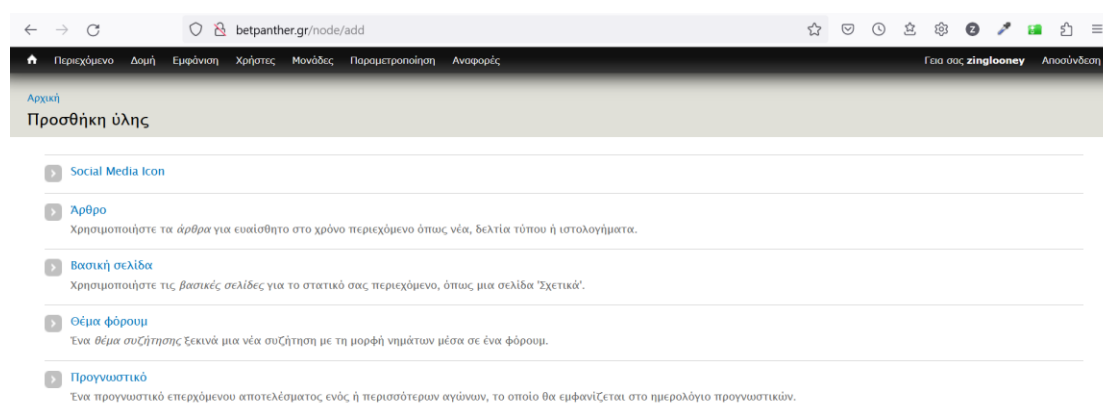 betpanther.gr/node/add
Περιεχόμενο Δομή Εμφάνιση Χρήστες Μονάδες Παραμετροποίηση Αναφορές Γεια σας zinglooney Αποσύνδεση
Αρχική
Προσθήκη ύλης
Social Media Icon
Άρθρο
Χρησιμοποιήστε τα άρθρα για ευαίσθητο στο χρόνο περιεχόμενο όπως νέα, δελτία τύπου ή ιστολογήματα.
Βασική σελίδα
Χρησιμοποιήστε τις βασικές σελίδες για το στατικό σας περιεχόμενο, όπως μια σελίδα 'Σχετικά'.
Θέμα φόρουμ
Ένα θέμα συζήτησης ξεκινά μια νέα συζήτηση με τη μορφή νημάτων μέσα σε ένα φόρουμ.
Προγνωστικό
Ένα προγνωστικό επερχόμενου αποτελέσματος ενός ή περισσότερων αγώνων, το οποίο θα εμφανίζεται στο ημερολόγιο προγνωστικών.